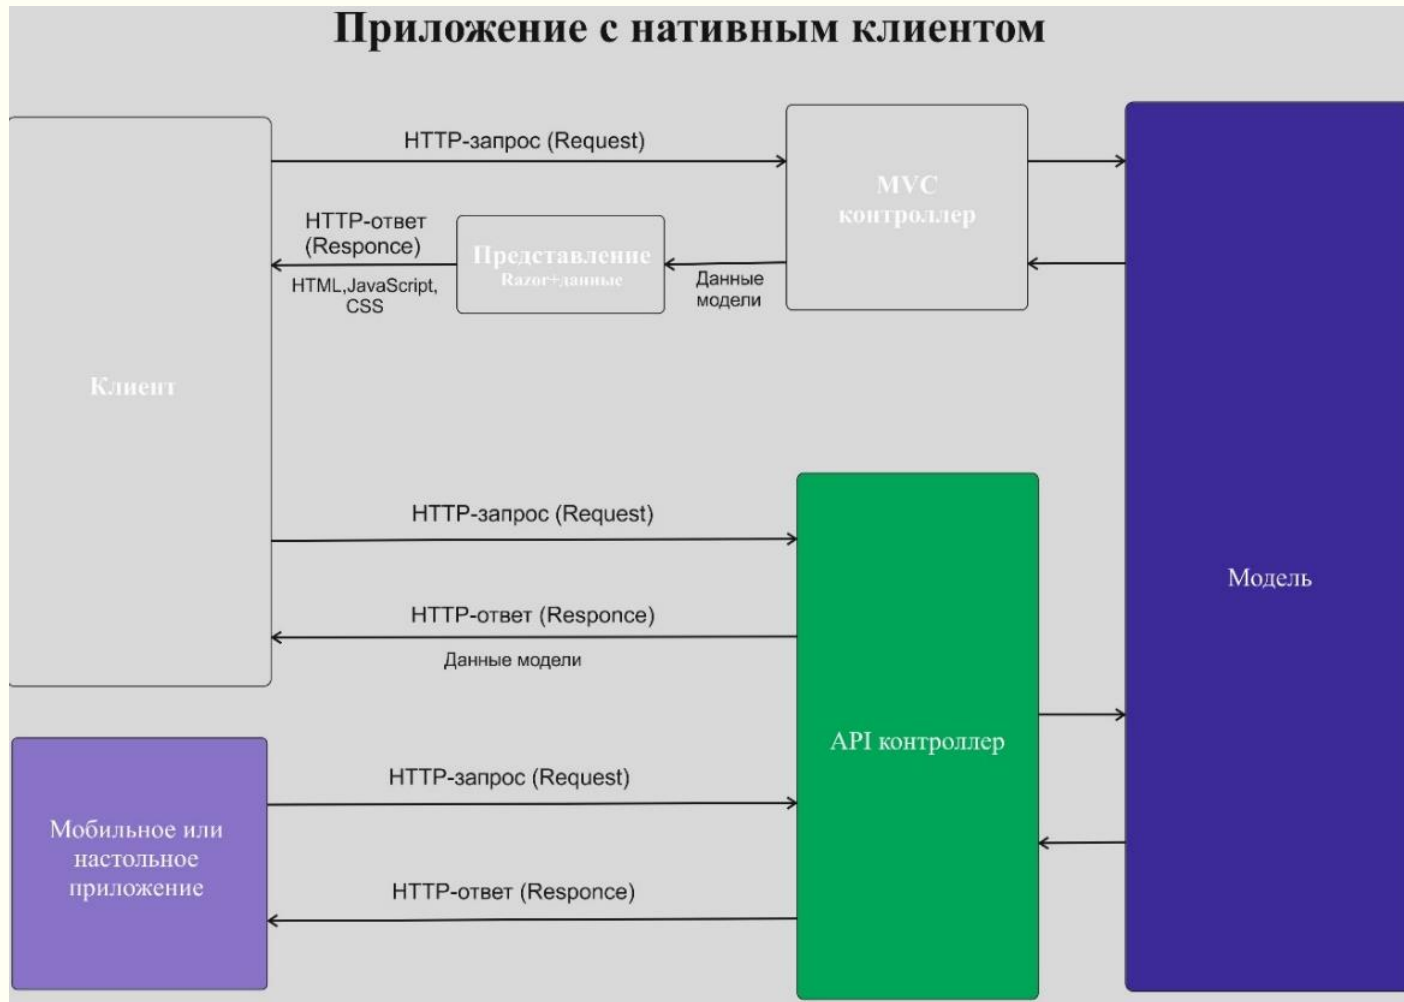 Приложение с нативным клиентом
HTTP-запрос (Request)
MVC
контроллер
HTTP-ответ
(Responce)
HTML,JavaScript,
CSS
Представление
Razor+данные
Данные
модели
Клиент
HTTP-запрос (Request)
HTTP-ответ (Responce)
Данные модели
Модель
API контроллер
HTTP-запрос (Request)
Мобильное или
настольное
приложение
HTTP-ответ (Responce)